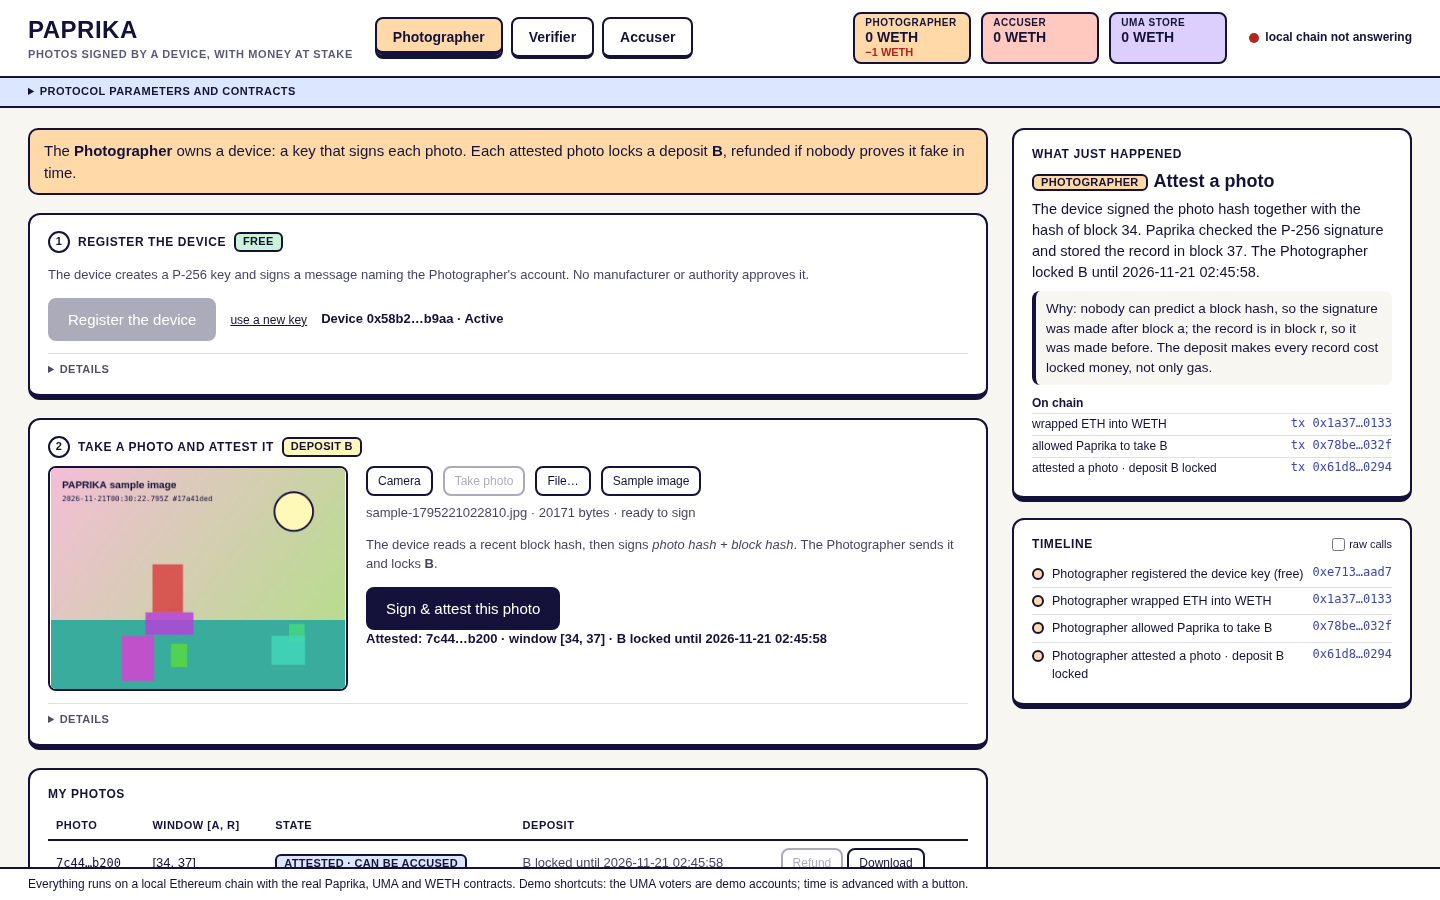 PAPRIKA
PHOTOS SIGNED BY A DEVICE, WITH MONEY AT STAKE
Photographer
Verifier
Accuser
PHOTOGRAPHER
0 WETH
−1 WETH
ACCUSER
0 WETH
UMA STORE
0 WETH
local chain not answering
PROTOCOL PARAMETERS AND CONTRACTS
The Photographer owns a device: a key that signs each photo. Each attested photo locks a deposit B, refunded if nobody proves it fake in
time.
1 REGISTER THE DEVICE FREE
The device creates a P-256 key and signs a message naming the Photographer's account. No manufacturer or authority approves it.
Register the device use a new key Device 0x58b2…b9aa · Active
DETAILS
2 TAKE A PHOTO AND ATTEST IT DEPOSIT B
PAPRIKA sample image
2026-11-21T00:30:22.795Z #17a41ded
Camera Take photo File… Sample image
sample-1795221022810.jpg · 20171 bytes · ready to sign
The device reads a recent block hash, then signs photo hash + block hash. The Photographer sends it
and locks B.
Sign & attest this photo
Attested: 7c44…b200 · window [34, 37] · B locked until 2026-11-21 02:45:58
DETAILS
MY PHOTOS
PHOTO WINDOW [A, R] STATE DEPOSIT
7c44…b200 [34, 37] ATTESTED · CAN BE ACCUSED B locked until 2026-11-21 02:45:58 Refund Download
WHAT JUST HAPPENED
PHOTOGRAPHER Attest a photo
The device signed the photo hash together with the
hash of block 34. Paprika checked the P-256 signature
and stored the record in block 37. The Photographer
locked B until 2026-11-21 02:45:58.
Why: nobody can predict a block hash, so the signature
was made after block a; the record is in block r, so it
was made before. The deposit makes every record cost
locked money, not only gas.
On chain
wrapped ETH into WETH tx 0x1a37…0133
allowed Paprika to take B tx 0x78be…032f
attested a photo · deposit B locked tx 0x61d8…0294
TIMELINE raw calls
Photographer registered the device key (free) 0xe713…aad7
Photographer wrapped ETH into WETH 0x1a37…0133
Photographer allowed Paprika to take B 0x78be…032f
Photographer attested a photo · deposit B 0x61d8…0294
locked
Everything runs on a local Ethereum chain with the real Paprika, UMA and WETH contracts. Demo shortcuts: the UMA voters are demo accounts; time is advanced with a button.